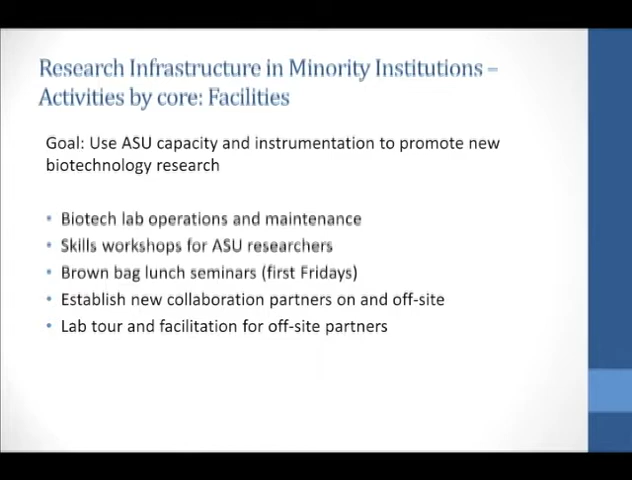 Research Infrastructure in Minority Institutions –
Activities by core: Facilities
Goal: Use ASU capacity and instrumentation to promote new
biotechnology research
• Biotech lab operations and maintenance
• Skills workshops for ASU researchers
• Brown bag lunch seminars (first Fridays)
• Establish new collaboration partners on and off-site
• Lab tour and facilitation for off-site partners